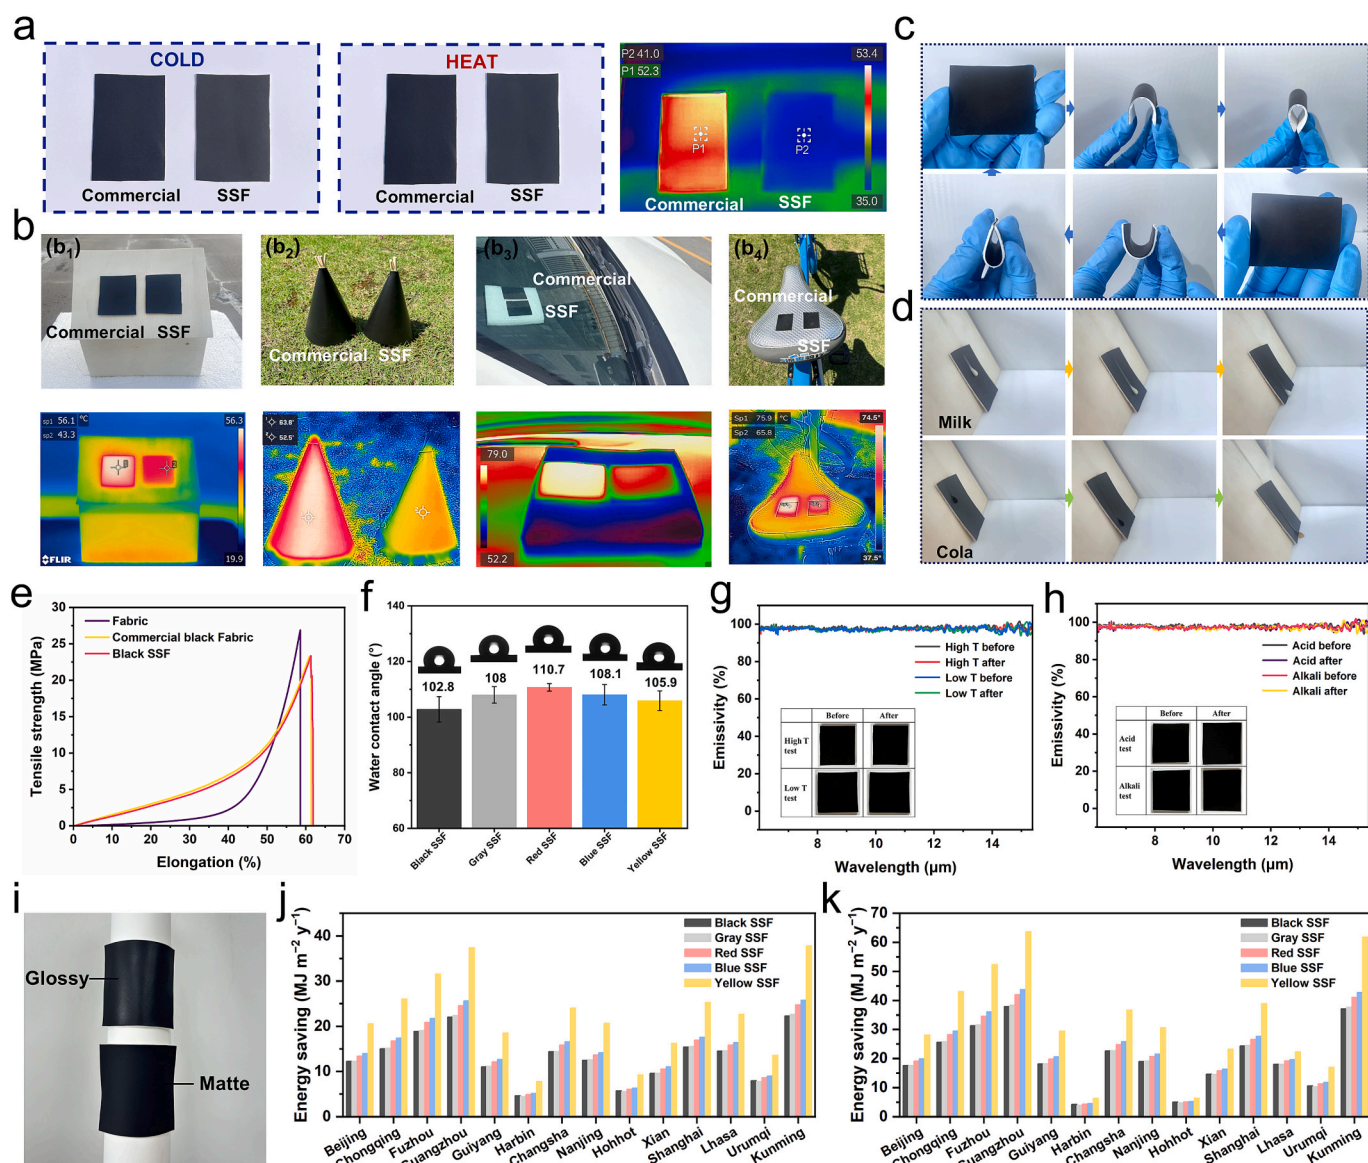 a
COLD
Commercial
SSF
HEAT
Commercial
SSF
P2 41.0
P1 52.3
53.4
35.0
P1
P2
Commercial
SSF
b
(b1)
Commercial
SSF
(b2)
Commercial
SSF
(b3)
Commercial
SSF
(b4)
Commercial
SSF
sp1 56.1 °C
sp2 43.3
56.3
19.9
FLIR
63.8°
52.5°
79.0
52.2
Sp1 75.9 °C
Sp2 65.8
74.5°
37.5°
c
d
Milk
Cola
e
Tensile strength (MPa)
30
25
20
15
10
5
0
Fabric
Commercial black Fabric
Black SSF
0 10 20 30 40 50 60 70
Elongation (%)
f
Water contact angle (°)
140
120
100
80
60
102.8
108
110.7
108.1
105.9
Black SSF
Gray SSF
Red SSF
Blue SSF
Yellow SSF
g
Emissivity (%)
100
80
60
40
20
0
High T before
High T after
Low T before
Low T after
Before After
High T test
Low T test
8 10 12 14
Wavelength (μm)
h
Emissivity (%)
100
80
60
40
20
0
Acid before
Acid after
Alkali before
Alkali after
Before After
Acid test
Alkali test
8 10 12 14
Wavelength (μm)
i
Glossy
Matte
j
Energy saving (MJ m⁻² y⁻¹)
40
30
20
10
0
Black SSF
Gray SSF
Red SSF
Blue SSF
Yellow SSF
Beijing
Chongqing
Fuzhou
Guangzhou
Guiyang
Harbin
Changsha
Nanjing
Hohhot
Xian
Shanghai
Lhasa
Urumqi
Kunming
k
Energy saving (MJ m⁻² y⁻¹)
70
60
50
40
30
20
10
0
Black SSF
Gray SSF
Red SSF
Blue SSF
Yellow SSF
Beijing
Chongqing
Fuzhou
Guangzhou
Guiyang
Harbin
Changsha
Nanjing
Hohhot
Xian
Shanghai
Lhasa
Urumqi
Kunming